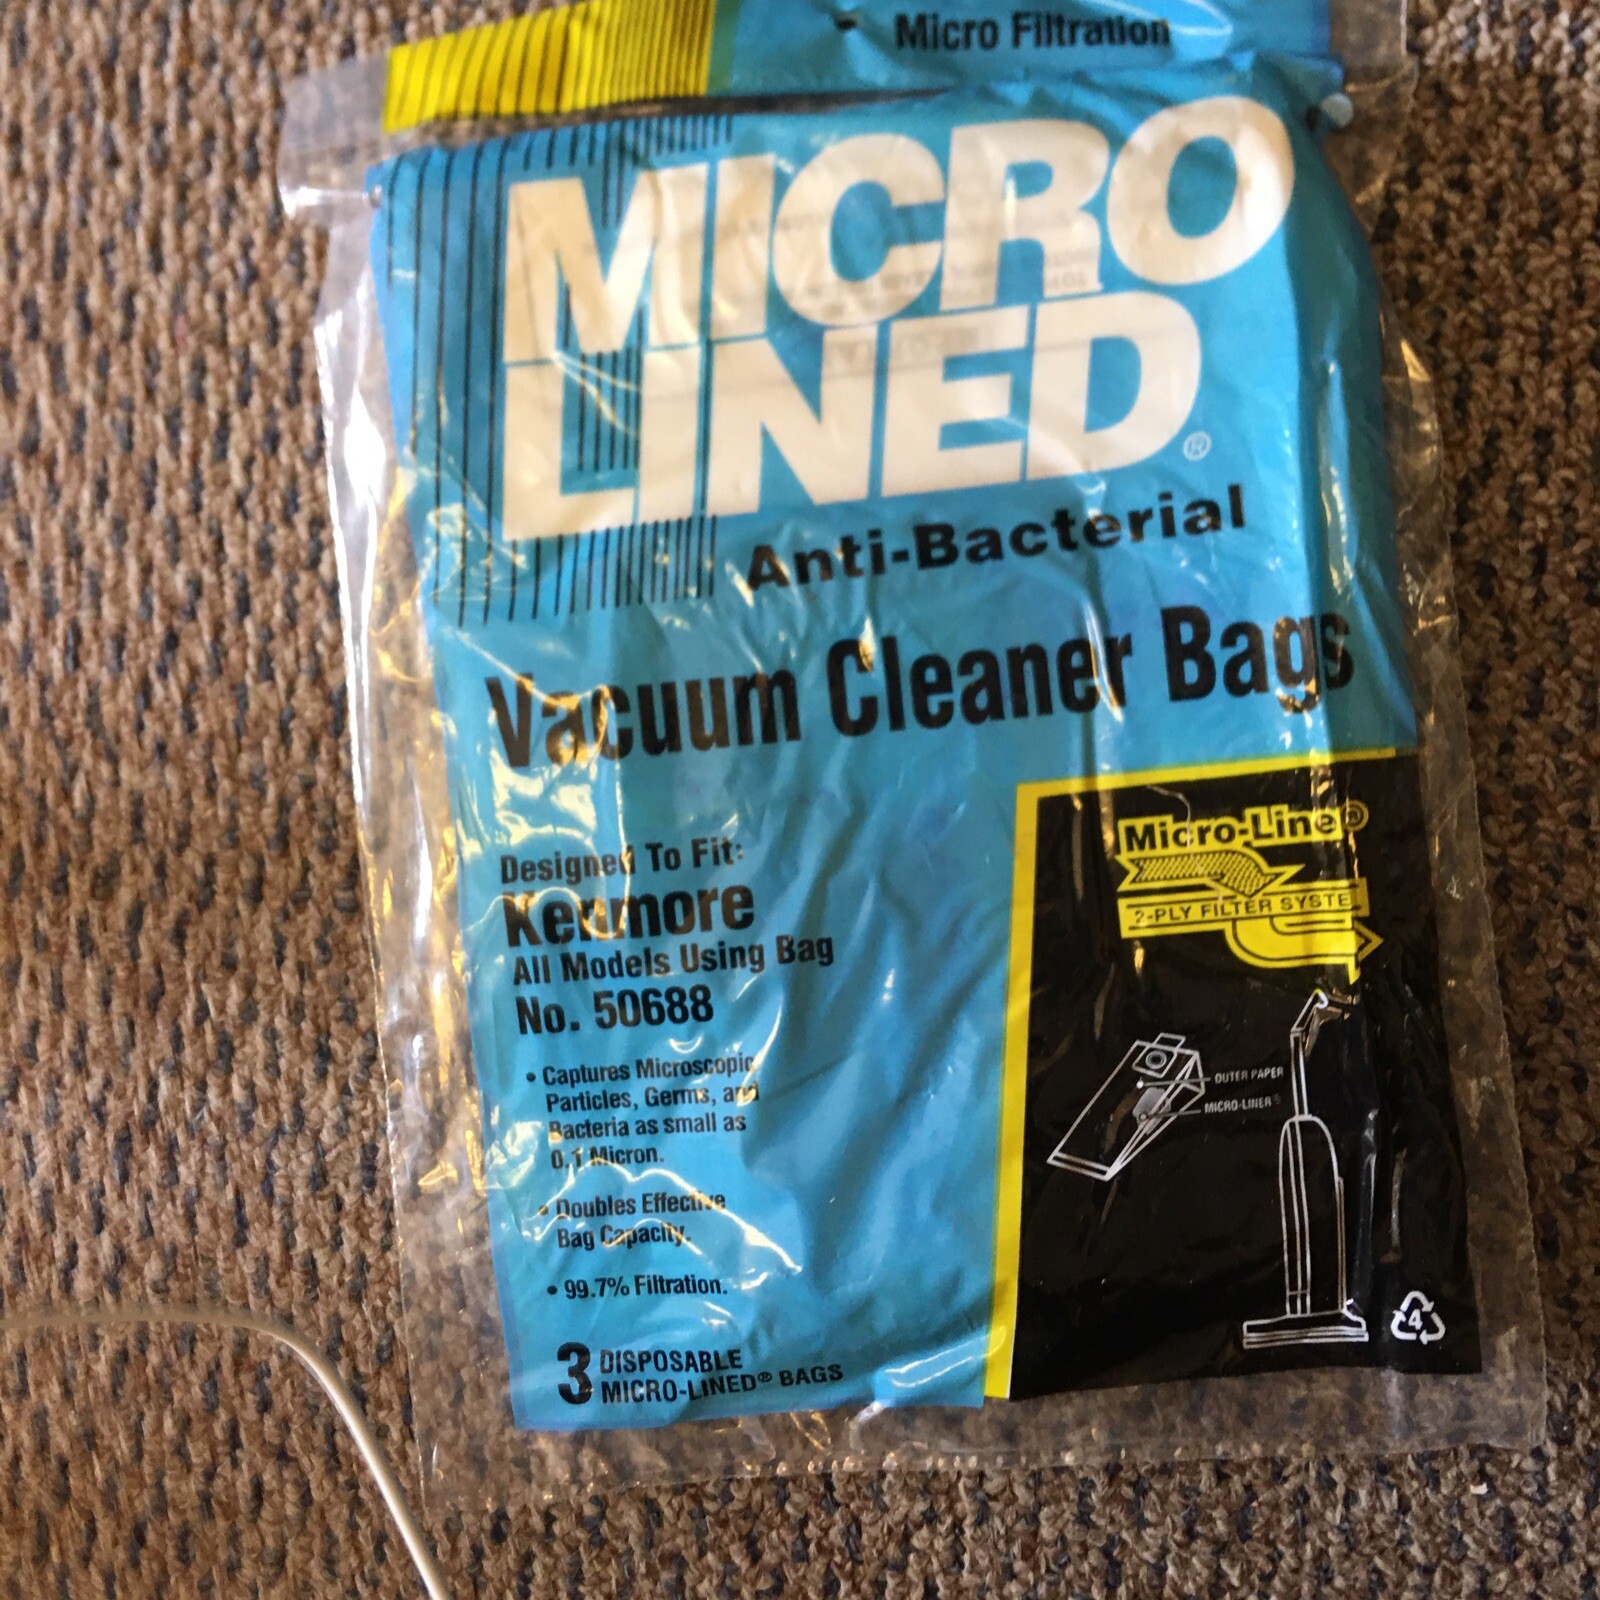 Micro Filtration
MICRO
LINED®
Anti-Bacterial
Vacuum Cleaner Bags
Designed To Fit:
Kenmore
All Models Using Bag
No. 50688
• Captures Microscopic
Particles, Germs, and
Bacteria as small as
0.1 Micron.
• Doubles Effective
Bag Capacity.
• 99.7% Filtration.
3 DISPOSABLE
MICRO-LINED® BAGS
Micro-Line®
2-PLY FILTER SYSTE
OUTER PAPER
MICRO-LINER®
4